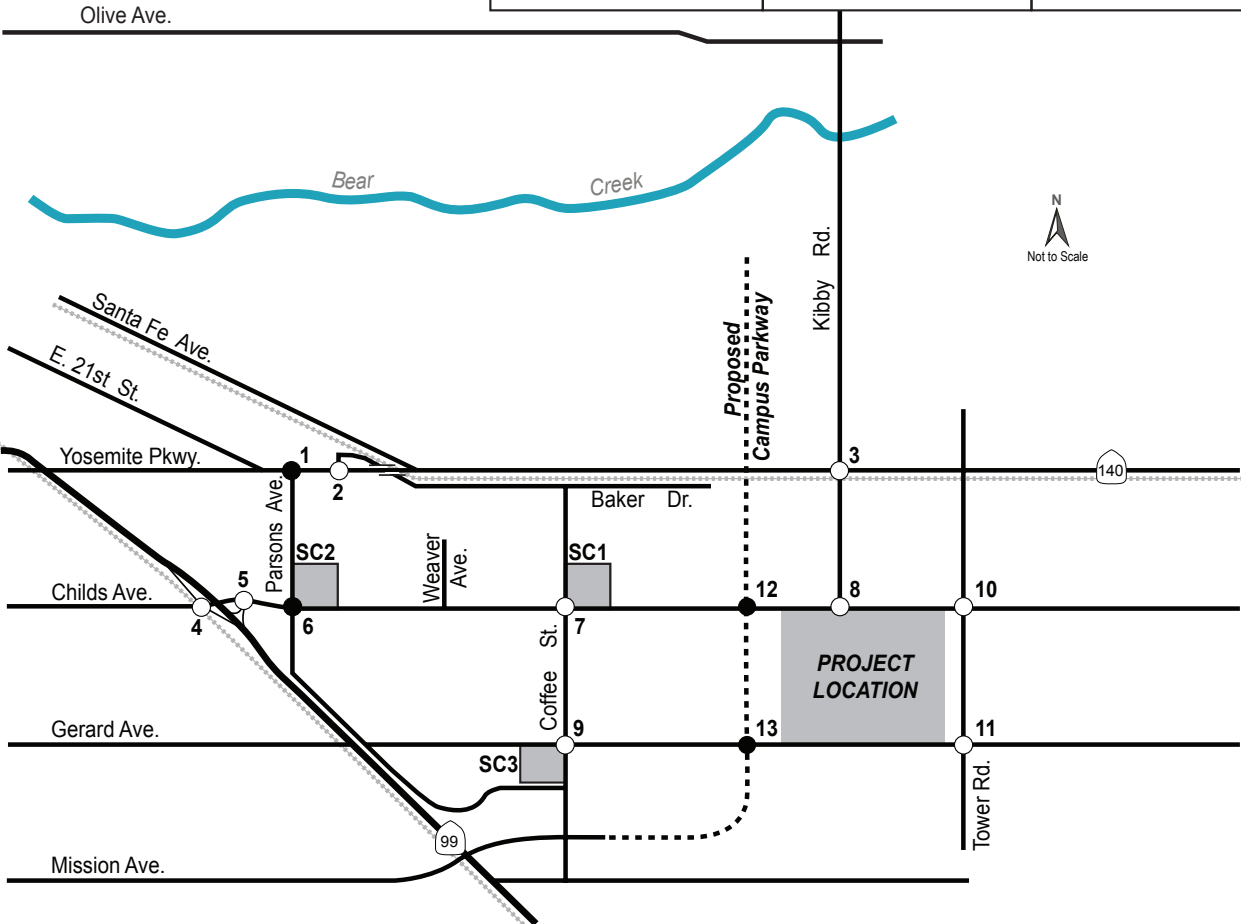 Olive Ave.
Bear Creek
N
Not to Scale
Kibby Rd.
Proposed
Campus Parkway
Santa Fe Ave.
E. 21st St.
Yosemite Pkwy.
1
2
3
140
Parsons Ave.
Baker Dr.
SC2
Weaver
Ave.
SC1
Childs Ave.
4
5
6
7
12
8
10
Coffee St.
PROJECT
LOCATION
Gerard Ave.
9
13
11
SC3
Tower Rd.
99
Mission Ave.